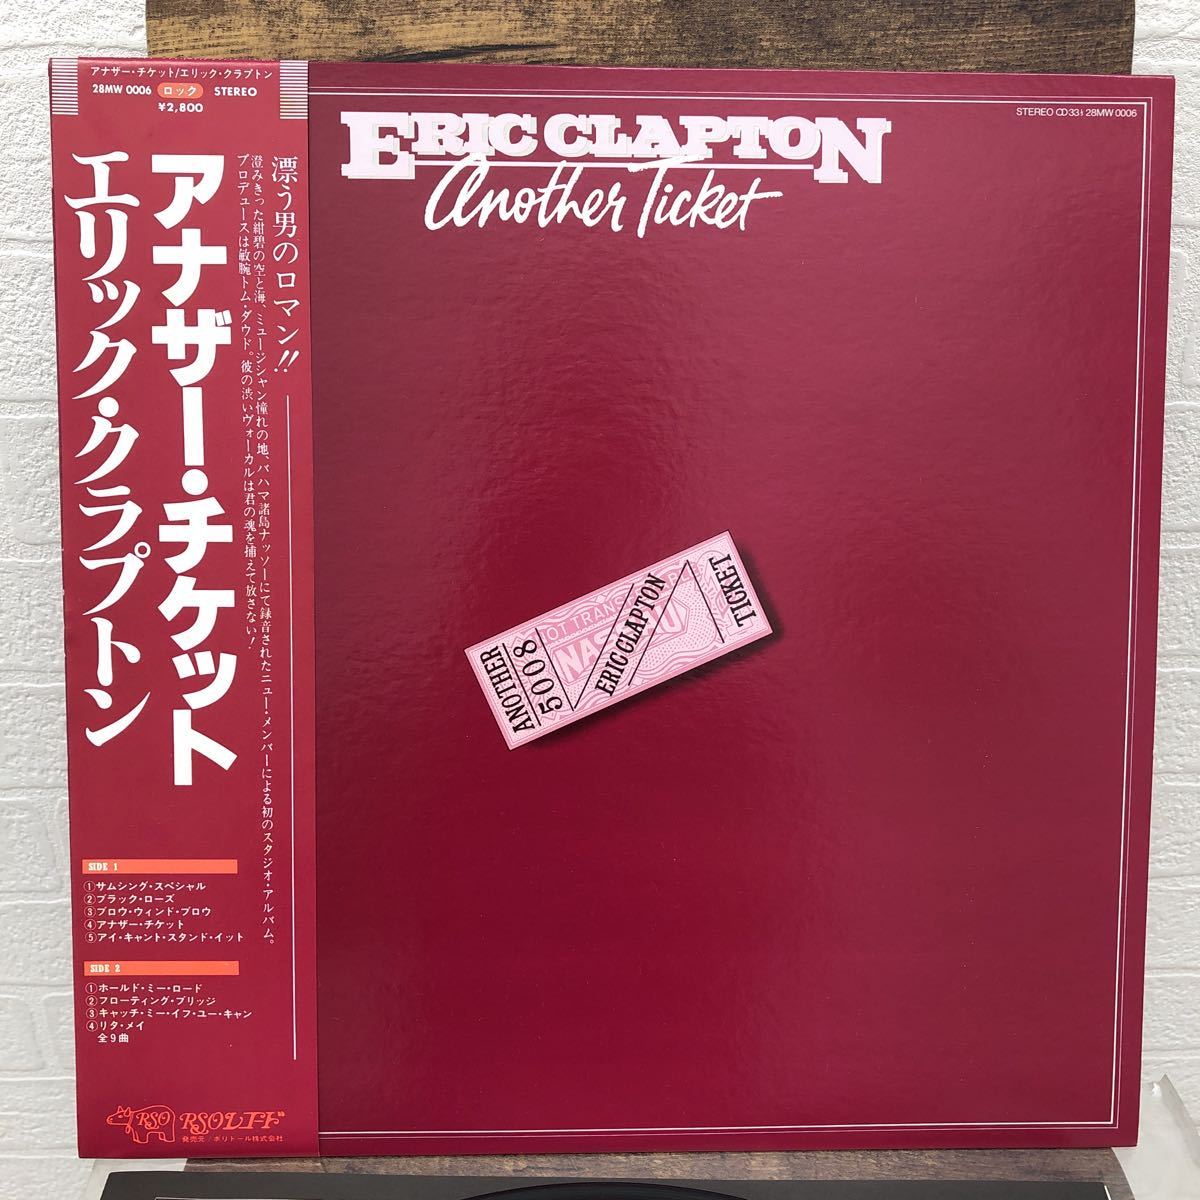 アナザー・チケット/エリック・クラプトン
28MW 0006 ロック STEREO
¥2,800
漂う男のロマン!!
澄みきった紺碧の空と海、ミュージシャン憧れの地、バハマ諸島ナッソーにて録音されたニュー・メンバーによる初のスタジオ・アルバム。
プロデュースは敏腕トム・ダウド。彼の渋いヴォーカルは君の魂を捕えて放さない!
アナザー・チケット
エリック・クラプトン
SIDE 1
①サムシング・スペシャル
②ブラック・ローズ
③ブロウ・ウィンド・ブロウ
④アナザー・チケット
⑤アイ・キャント・スタンド・イット
SIDE 2
①ホールド・ミー・ロード
②フローティング・ブリッジ
③キャッチ・ミー・イフ・ユー・キャン
④リタ・メイ
全9曲
RSO RSOレコード
発売元/ポリドール株式会社
STEREO 33⅓ 28MW 0006
ERIC CLAPTON
Another Ticket
ANOTHER
5008
NOT TRANS
NASSAU
ERIC CLAPTON
TICKET